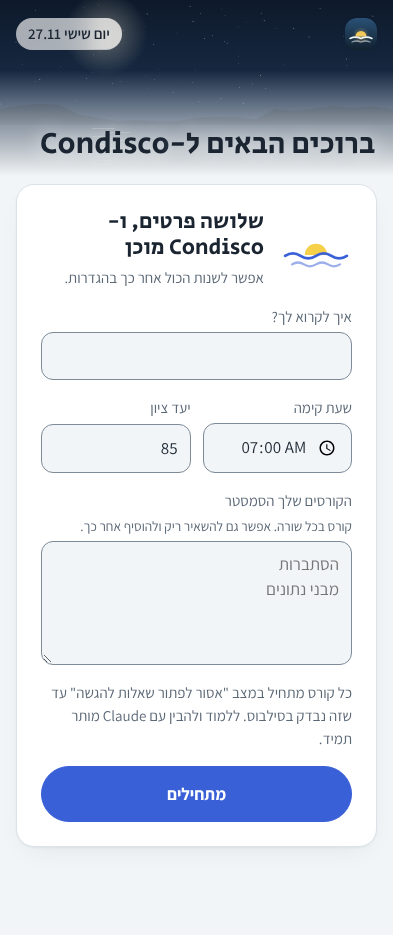 יום שישי 27.11
ברוכים הבאים ל-Condisco
שלושה פרטים, ו-
Condisco מוכן
אפשר לשנות הכול אחר כך בהגדרות.
איך לקרוא לך?
שעת קימה
יעד ציון
07:00 AM
85
הקורסים שלך הסמסטר
קורס בכל שורה. אפשר גם להשאיר ריק ולהוסיף אחר כך.
הסתברות
מבני נתונים
כל קורס מתחיל במצב "אסור לפתור שאלות להגשה" עד
שזה נבדק בסילבוס. ללמוד ולהבין עם Claude מותר
תמיד.
מתחילים